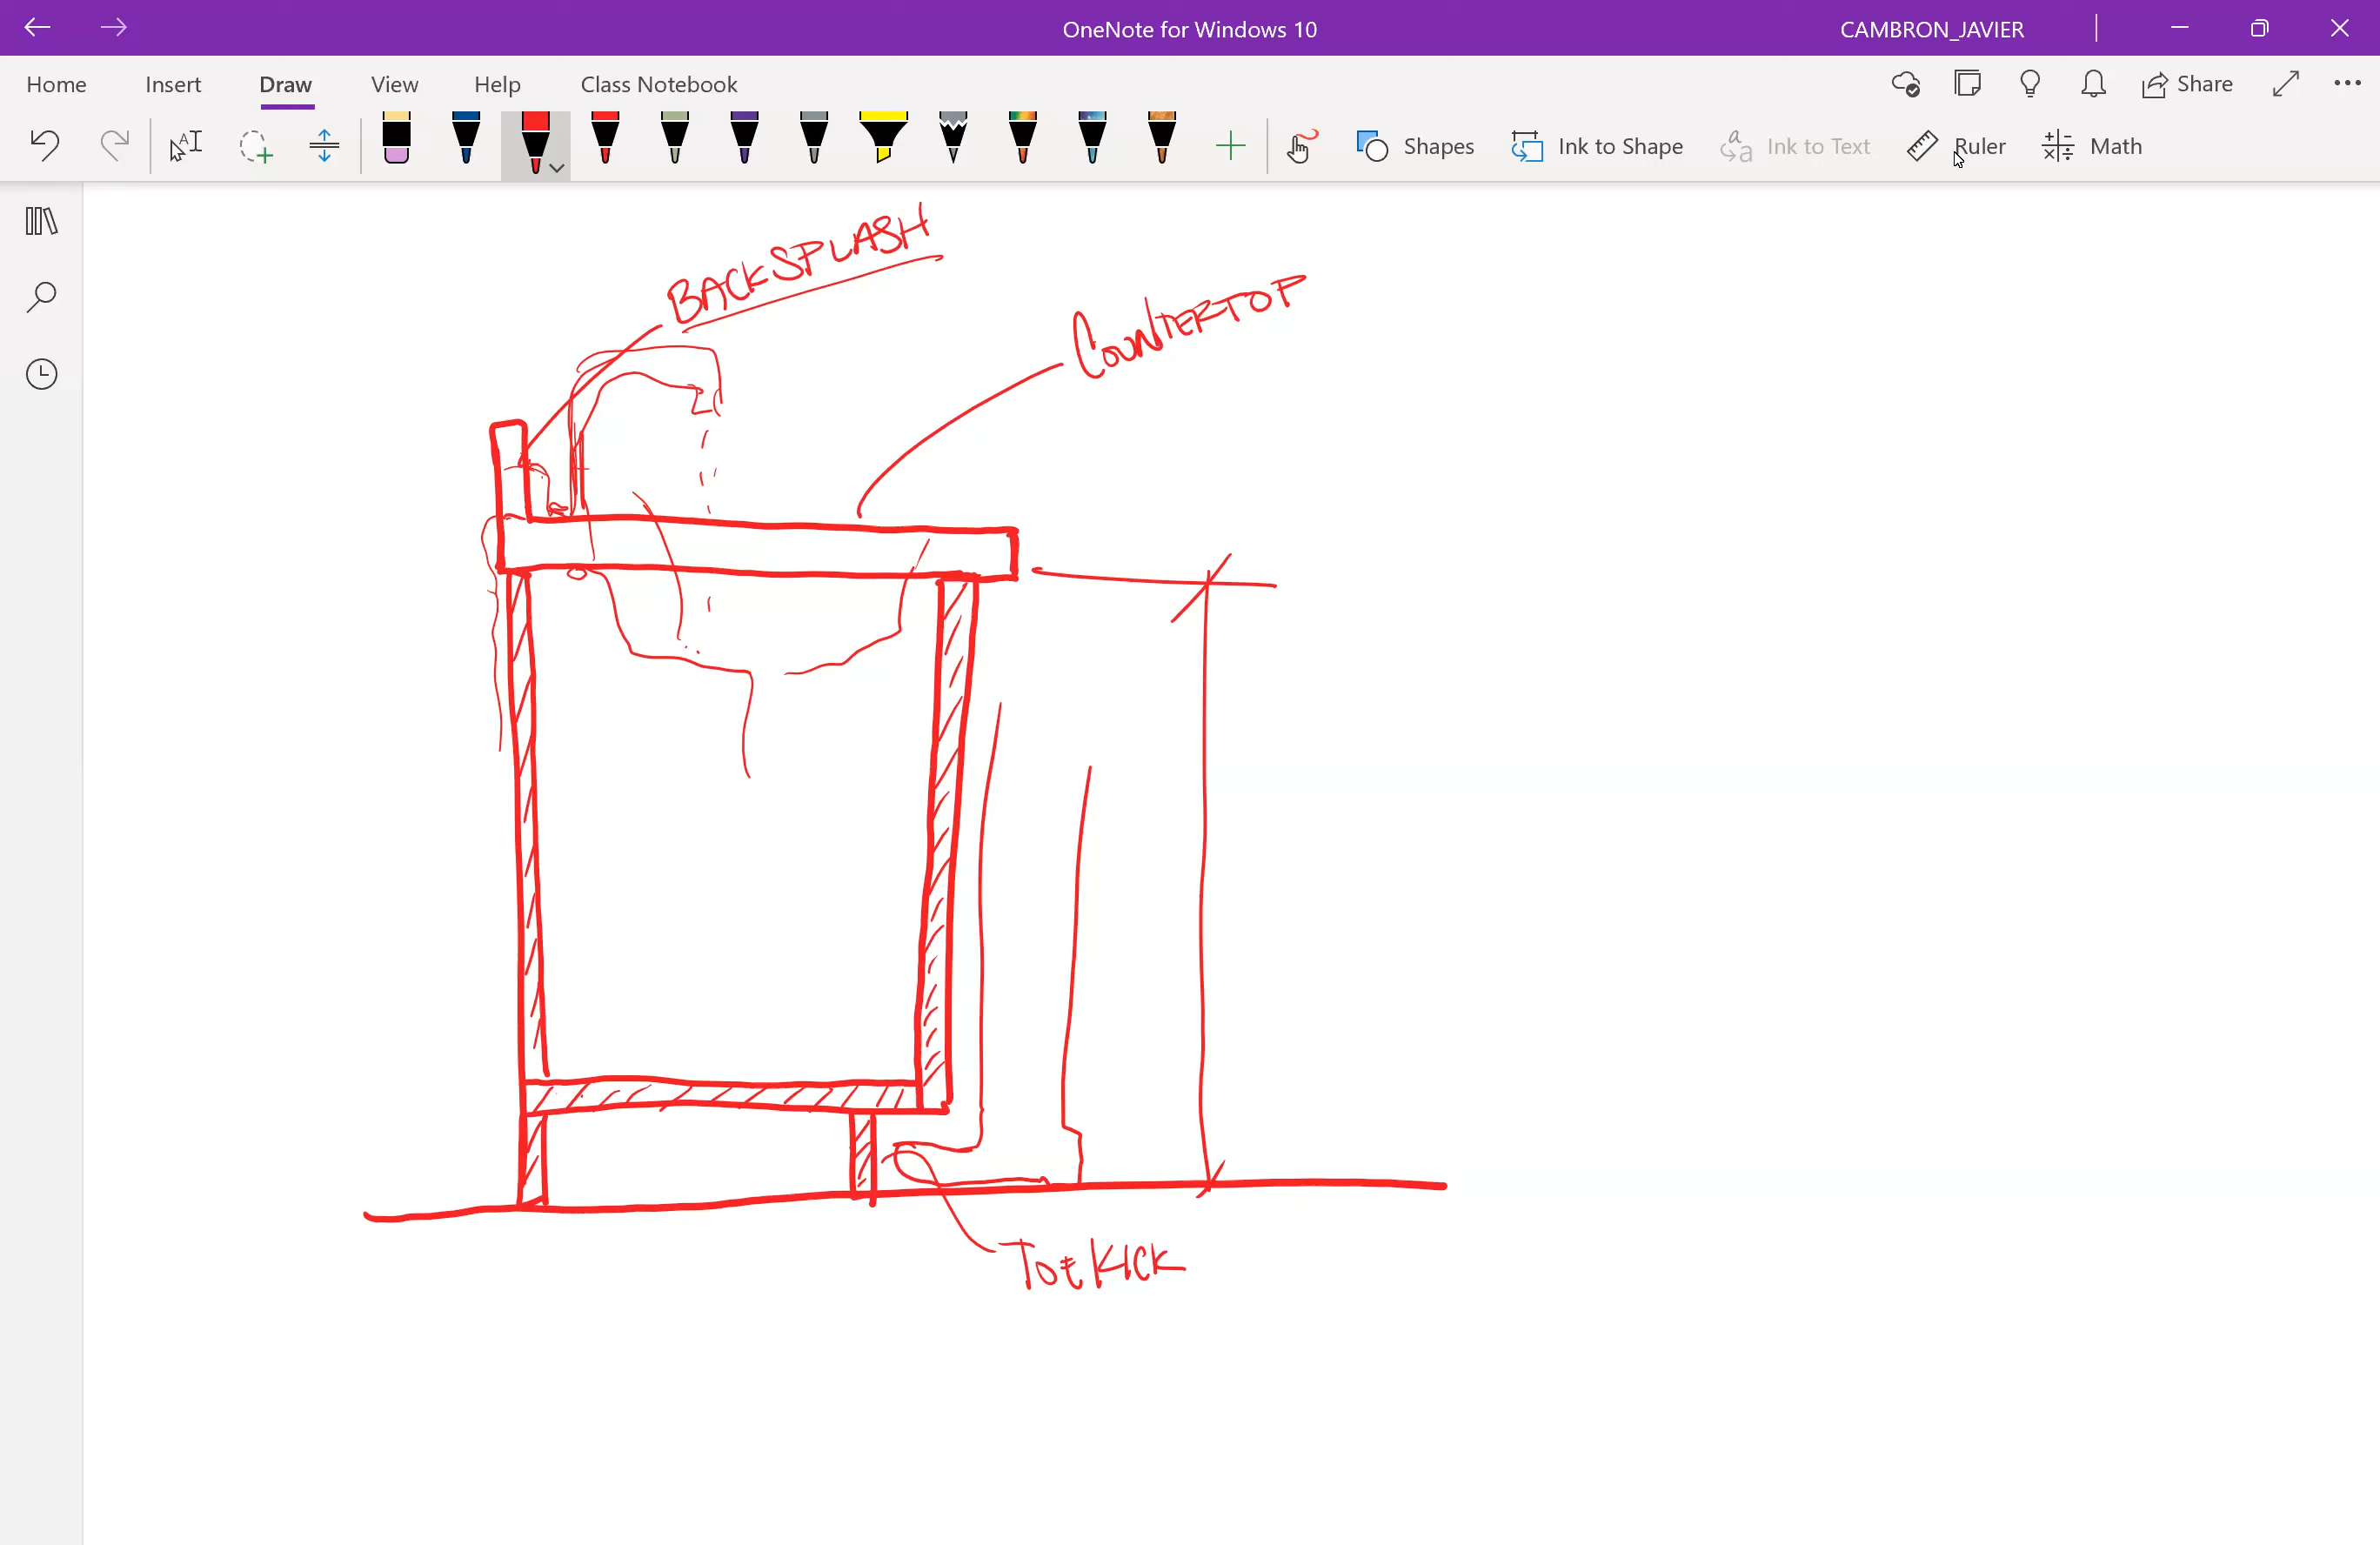 OneNote for Windows 10
CAMBRON_JAVIER
Home Insert Draw View Help Class Notebook
Share
Shapes Ink to Shape Ink to Text Ruler Math
BACKSPLASH
COUNTERTOP
TOE KICK